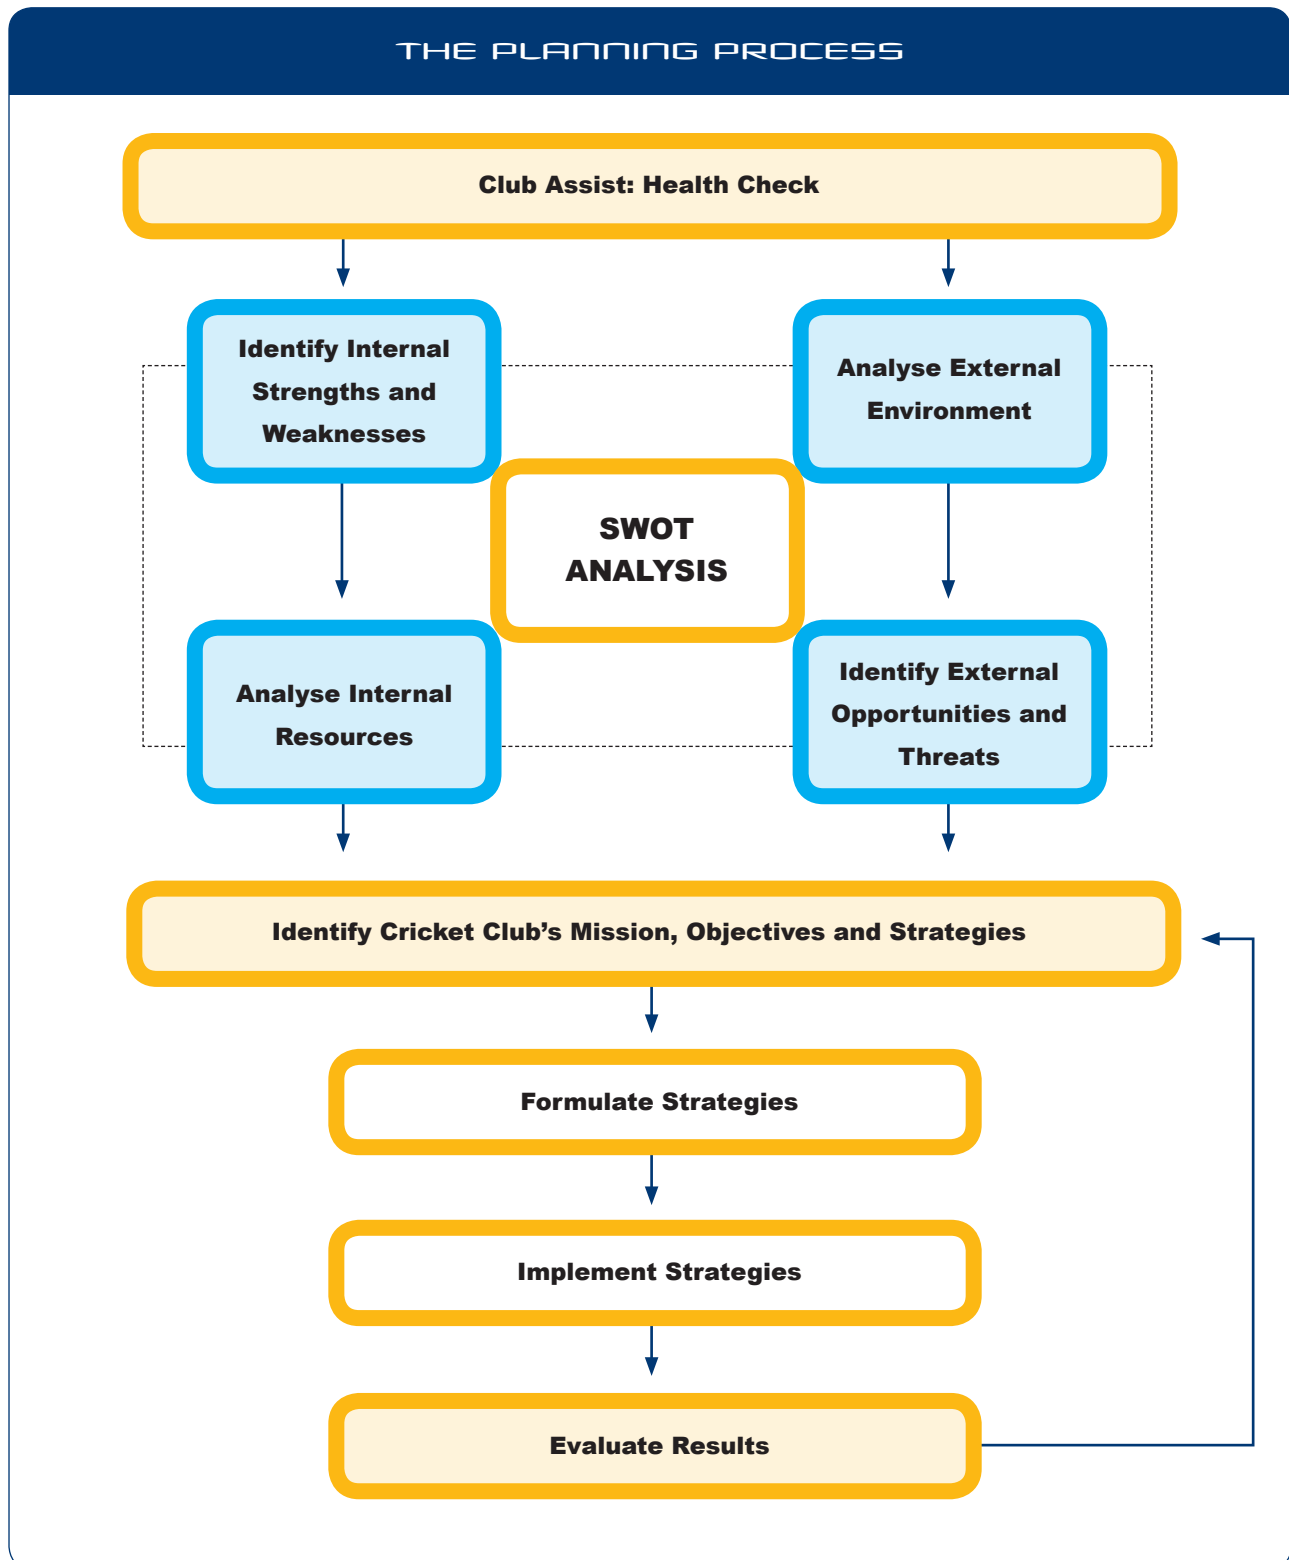 THE PLANNING PROCESS
Club Assist: Health Check
Identify Internal
Strengths and
Weaknesses
Analyse External
Environment
SWOT
ANALYSIS
Analyse Internal
Resources
Identify External
Opportunities and
Threats
Identify Cricket Club’s Mission, Objectives and Strategies
Formulate Strategies
Implement Strategies
Evaluate Results